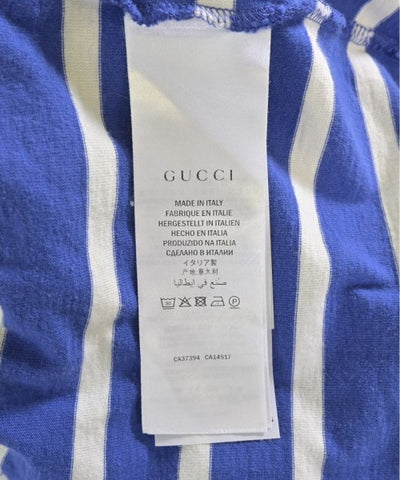 GUCCI
MADE IN ITALY
FABRIQUE EN ITALIE
HERGESTELLT IN ITALIEN
HECHO EN ITALIA
PRODUZIDO NA ITALIA
СДЕЛАНО В ИТАЛИИ
イタリア製
产地 意大利
صنع في إيطاليا
30 P
CA37394 CA14517